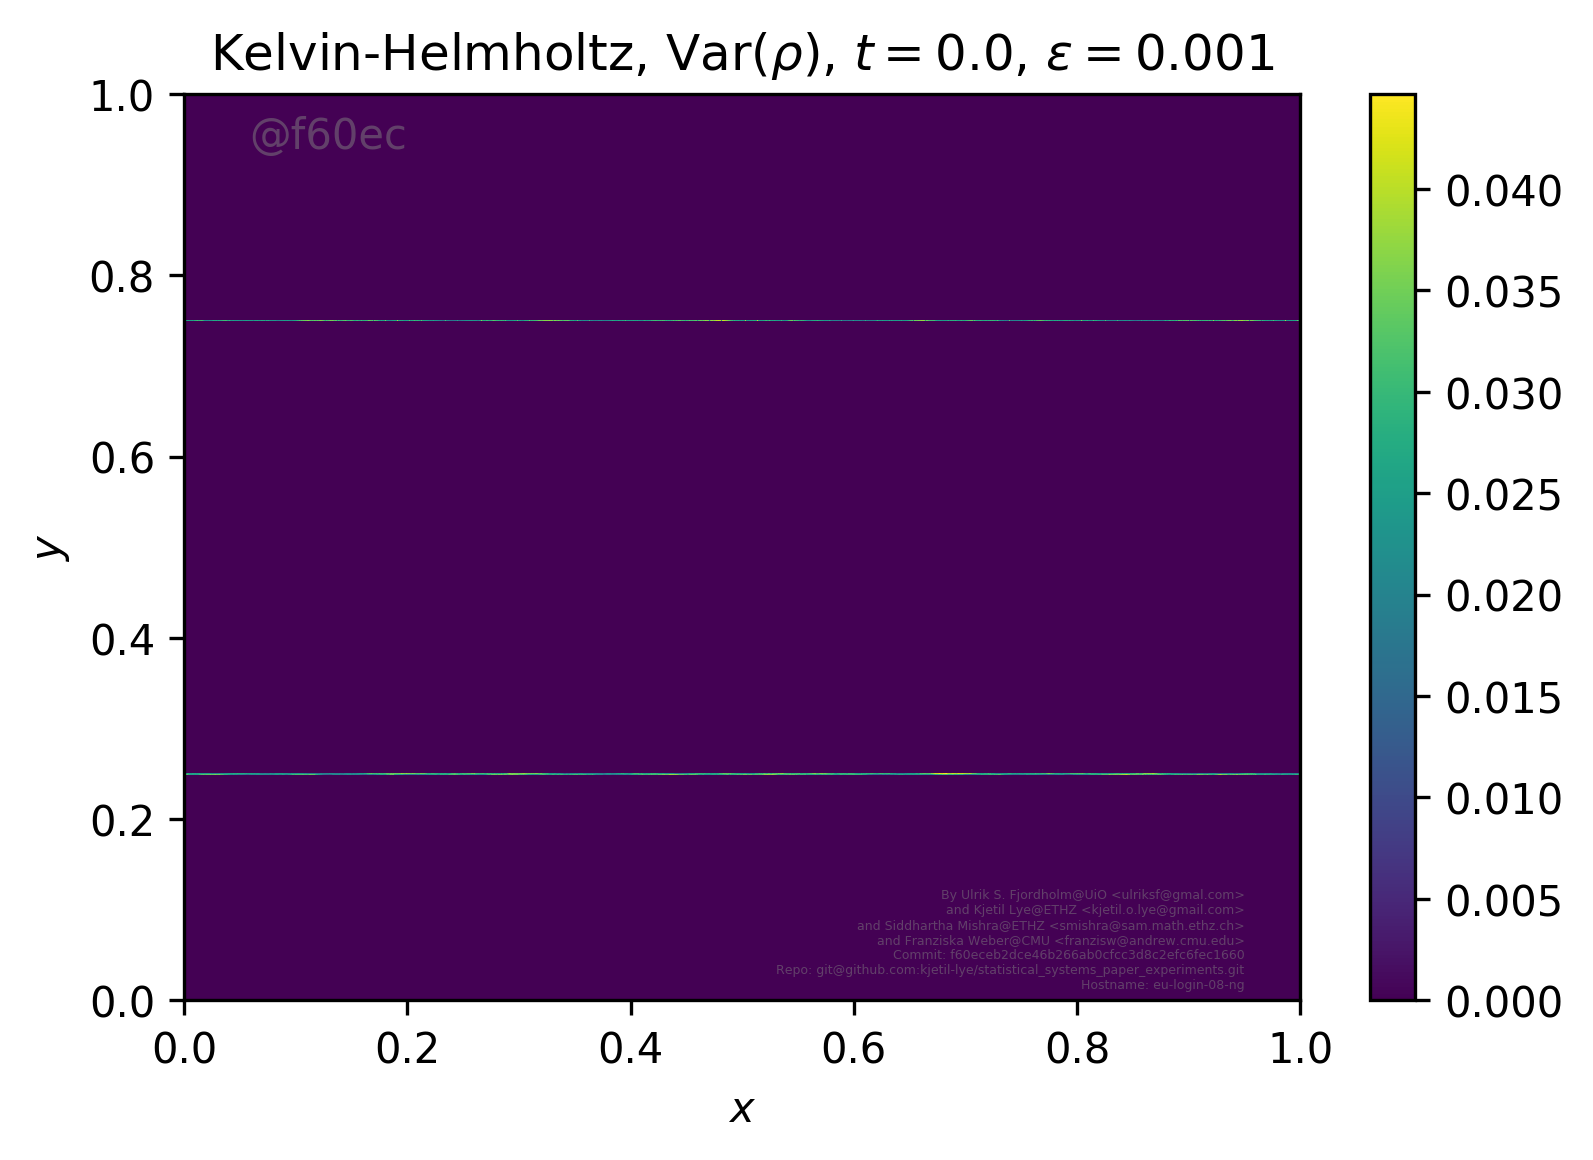 Kelvin-Helmholtz, Var(ρ), t = 0.0, ε = 0.001
@f60ec
1.0
0.8
0.6
0.4
0.2
0.0
y
0.0 0.2 0.4 0.6 0.8 1.0
x
0.040
0.035
0.030
0.025
0.020
0.015
0.010
0.005
0.000
By Ulrik S. Fjordholm@UiO <ulriksf@gmal.com>
and Kjetil Lye@ETHZ <kjetil.o.lye@gmail.com>
and Siddhartha Mishra@ETHZ <smishra@sam.math.ethz.ch>
and Franziska Weber@CMU <franzisw@andrew.cmu.edu>
Commit: f60eceb2dce46b266ab0cfcc3d8c2efc6fec1660
Repo: git@github.com:kjetil-lye/statistical_systems_paper_experiments.git
Hostname: eu-login-08-ng